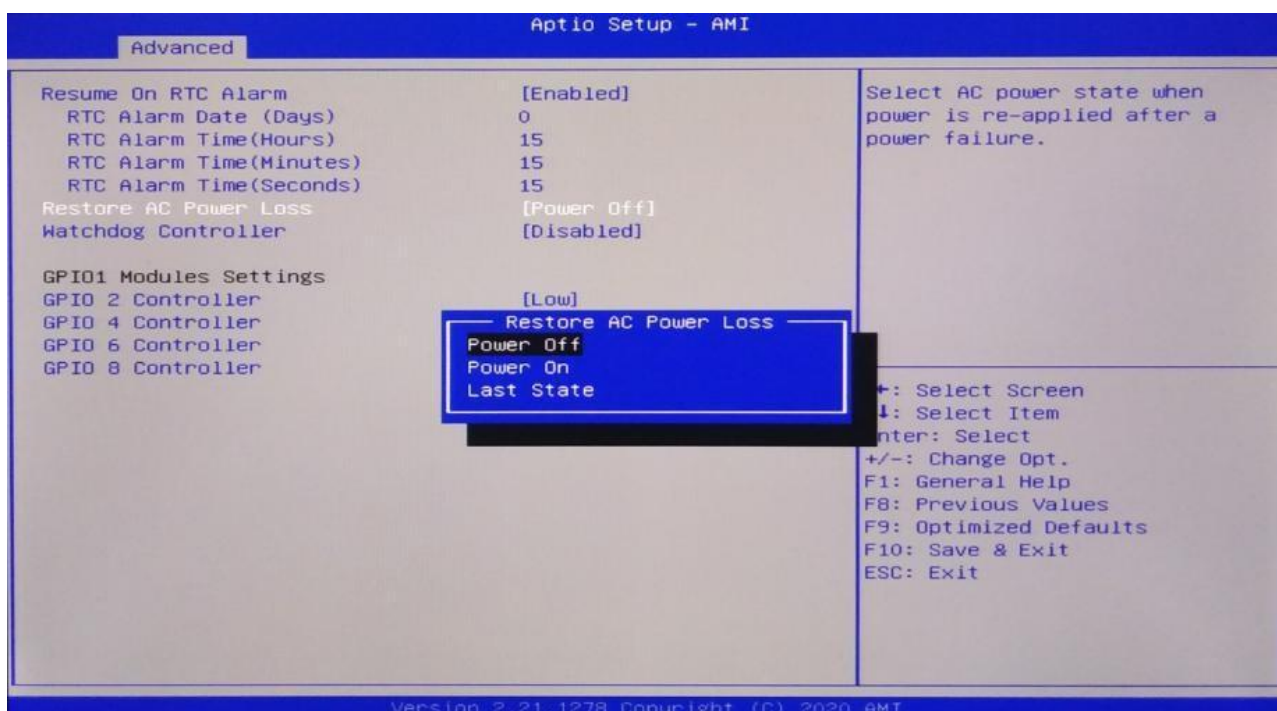 Aptio Setup - AMI
Advanced
Resume On RTC Alarm [Enabled]
RTC Alarm Date (Days) 0
RTC Alarm Time(Hours) 15
RTC Alarm Time(Minutes) 15
RTC Alarm Time(Seconds) 15
Restore AC Power Loss [Power Off]
Watchdog Controller [Disabled]
GPIO1 Modules Settings
GPIO 2 Controller [Low]
GPIO 4 Controller
GPIO 6 Controller
GPIO 8 Controller
Restore AC Power Loss
Power Off
Power On
Last State
Select AC power state when
power is re-applied after a
power failure.
: Select Screen
: Select Item
nter: Select
+/-: Change Opt.
F1: General Help
F8: Previous Values
F9: Optimized Defaults
F10: Save & Exit
ESC: Exit
Version 2.21.1278 Copyright (C) 2020 AMI